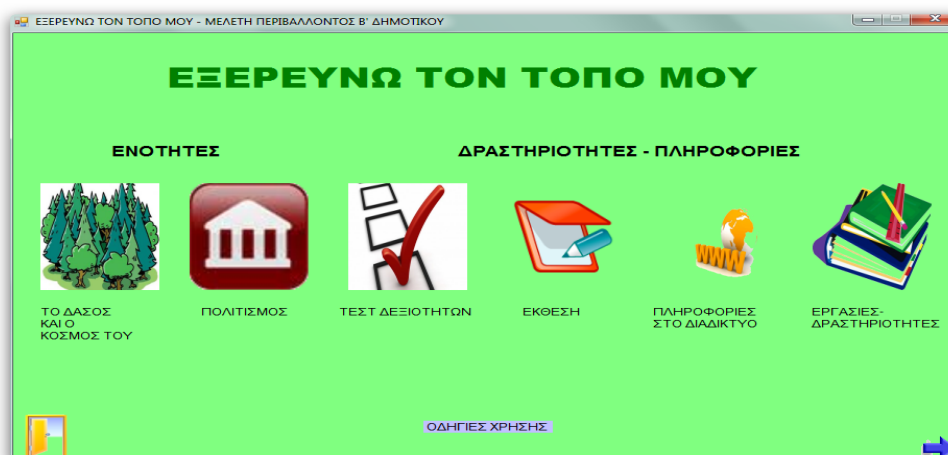 ΕΞΕΡΕΥΝΩ ΤΟΝ ΤΟΠΟ ΜΟΥ - ΜΕΛΕΤΗ ΠΕΡΙΒΑΛΛΟΝΤΟΣ Β' ΔΗΜΟΤΙΚΟΥ
ΕΞΕΡΕΥΝΩ ΤΟΝ ΤΟΠΟ ΜΟΥ
ΕΝΟΤΗΤΕΣ
ΔΡΑΣΤΗΡΙΟΤΗΤΕΣ - ΠΛΗΡΟΦΟΡΙΕΣ
WWW
ΤΟ ΔΑΣΟΣ
ΚΑΙ Ο
ΚΟΣΜΟΣ ΤΟΥ
ΠΟΛΙΤΙΣΜΟΣ
ΤΕΣΤ ΔΕΞΙΟΤΗΤΩΝ
ΕΚΘΕΣΗ
ΠΛΗΡΟΦΟΡΙΕΣ
ΣΤΟ ΔΙΑΔΙΚΤΥΟ
ΕΡΓΑΣΙΕΣ-
ΔΡΑΣΤΗΡΙΟΤΗΤΕΣ
ΟΔΗΓΙΕΣ ΧΡΗΣΗΣ